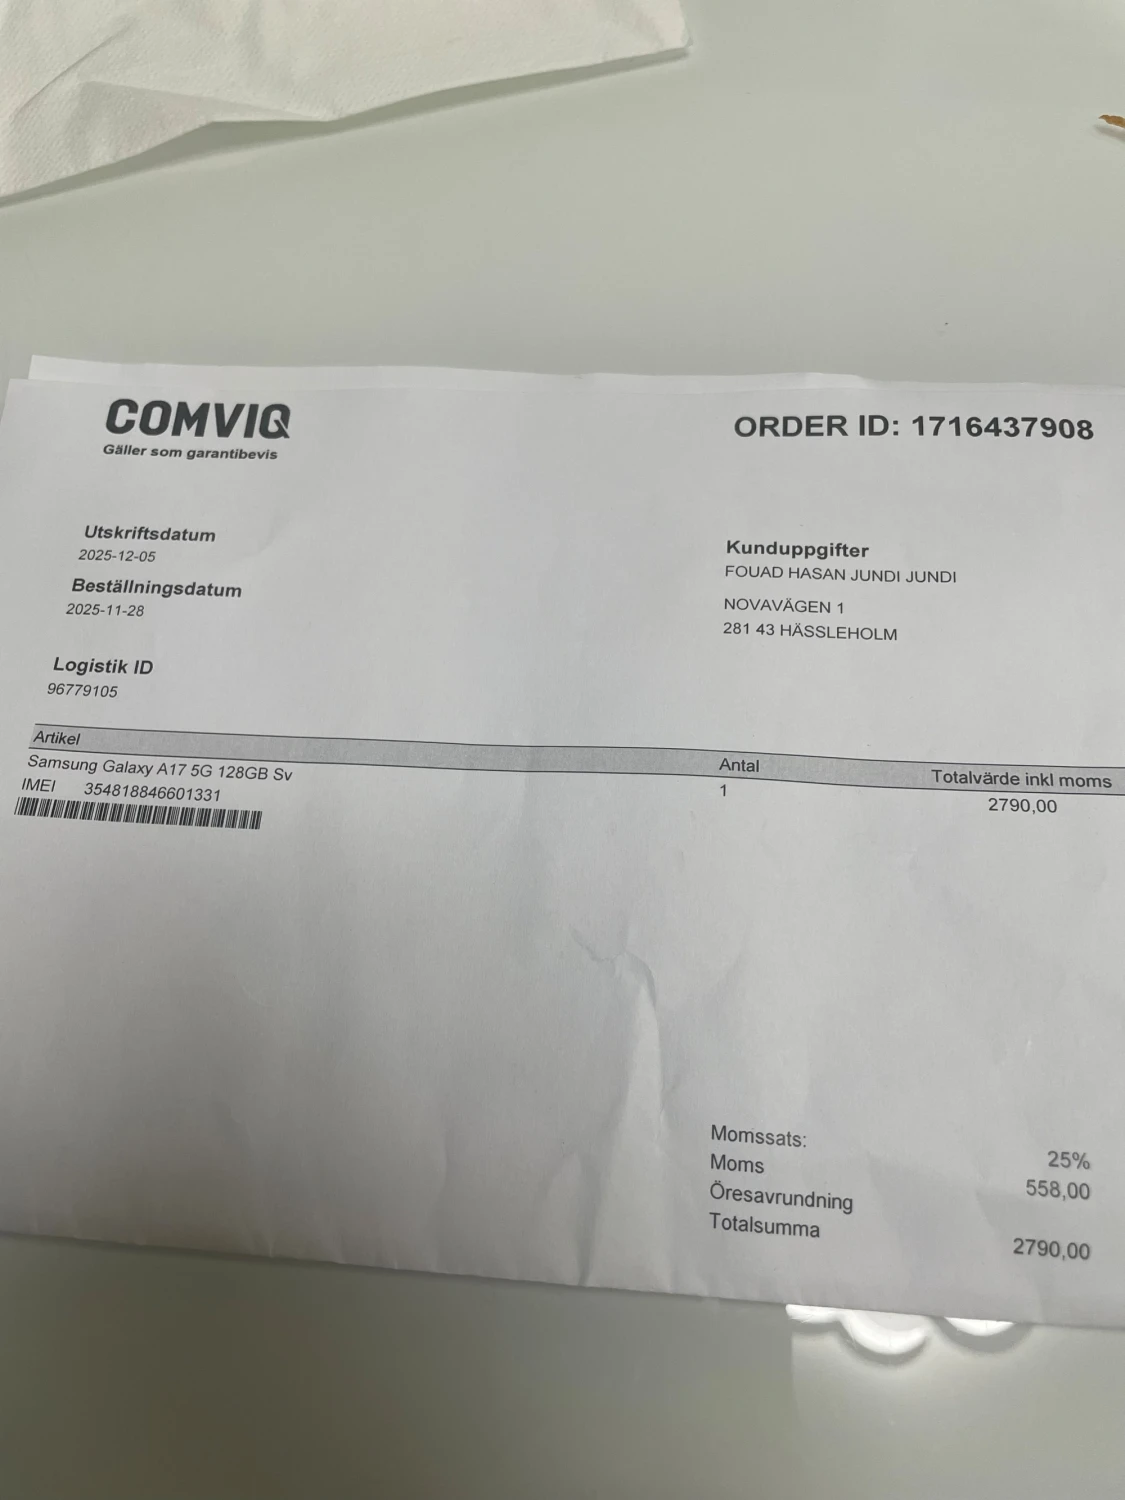 COMVIQ
Gäller som garantibevis
ORDER ID: 1716437908
Utskriftsdatum
2025-12-05
Beställningsdatum
2025-11-28
Logistik ID
96779105
Kunduppgifter
FOUAD HASAN JUNDI JUNDI
NOVAVÄGEN 1
281 43 HÄSSLEHOLM
Artikel Antal Totalvärde inkl moms
Samsung Galaxy A17 5G 128GB Sv 1 2790,00
IMEI 354818846601331
Momssats: 25%
Moms 558,00
Öresavrundning
Totalsumma 2790,00